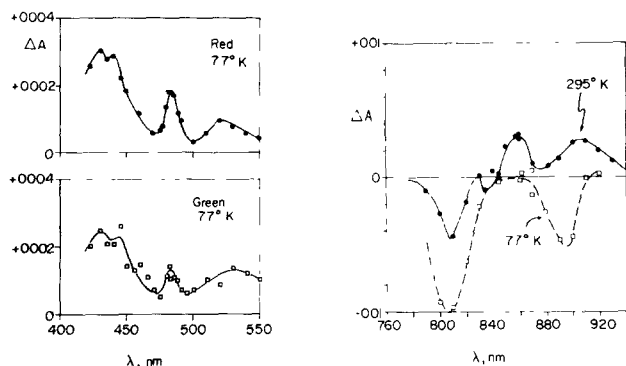 +0004
ΔA
Red
77° K
+0002
0
+0004
Green
77° K
+0002
0
400
450
500
550
λ, nm
+001
295° K
ΔA
0
77° K
-001
760
800
840
880
920
λ, nm